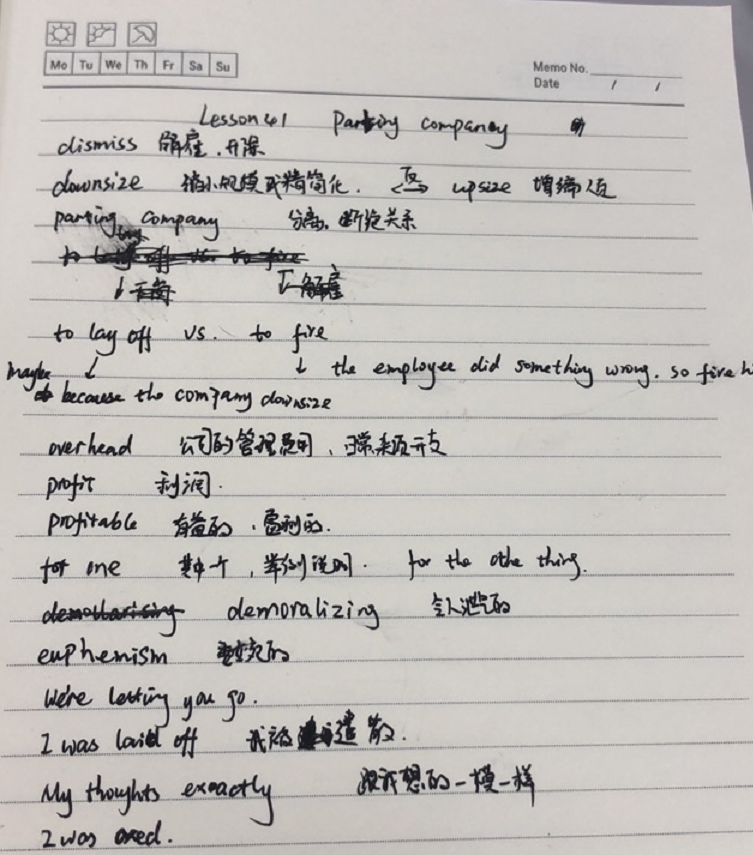 Mo Tu We Th Fr Sa Su
Memo No.
Date / /
Lesson 41 Parting company
dismiss 解雇、开除
downsize 缩小规模或精简化. 反 upsize 增编值
parting company 分离、断绝关系
to lay off vs. to fire
↓ ↓解雇
to lay off vs. to fire
↓ the employee did something wrong. so fire h
maybe because the company downsize
overhead 公司的管理费用、日常杂项开支
profit 利润.
profitable 有益的、盈利的.
for one 其中一个, 举例说明. for the othe thing.
demollarising demoralizing 令人泄气的
euphemism 委婉的
We're letting you go.
I was laid off 我被遣散.
My thoughts exactly 跟我想的一模一样
I was axed.